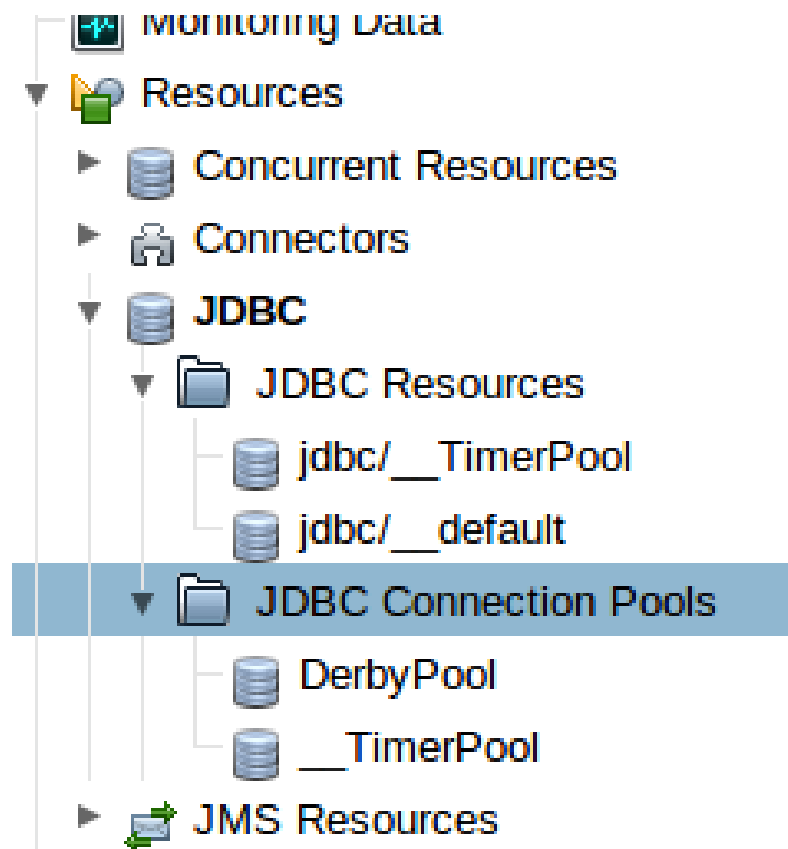 Monitoring Data
Resources
Concurrent Resources
Connectors
JDBC
JDBC Resources
jdbc/__TimerPool
jdbc/__default
JDBC Connection Pools
DerbyPool
__TimerPool
JMS Resources